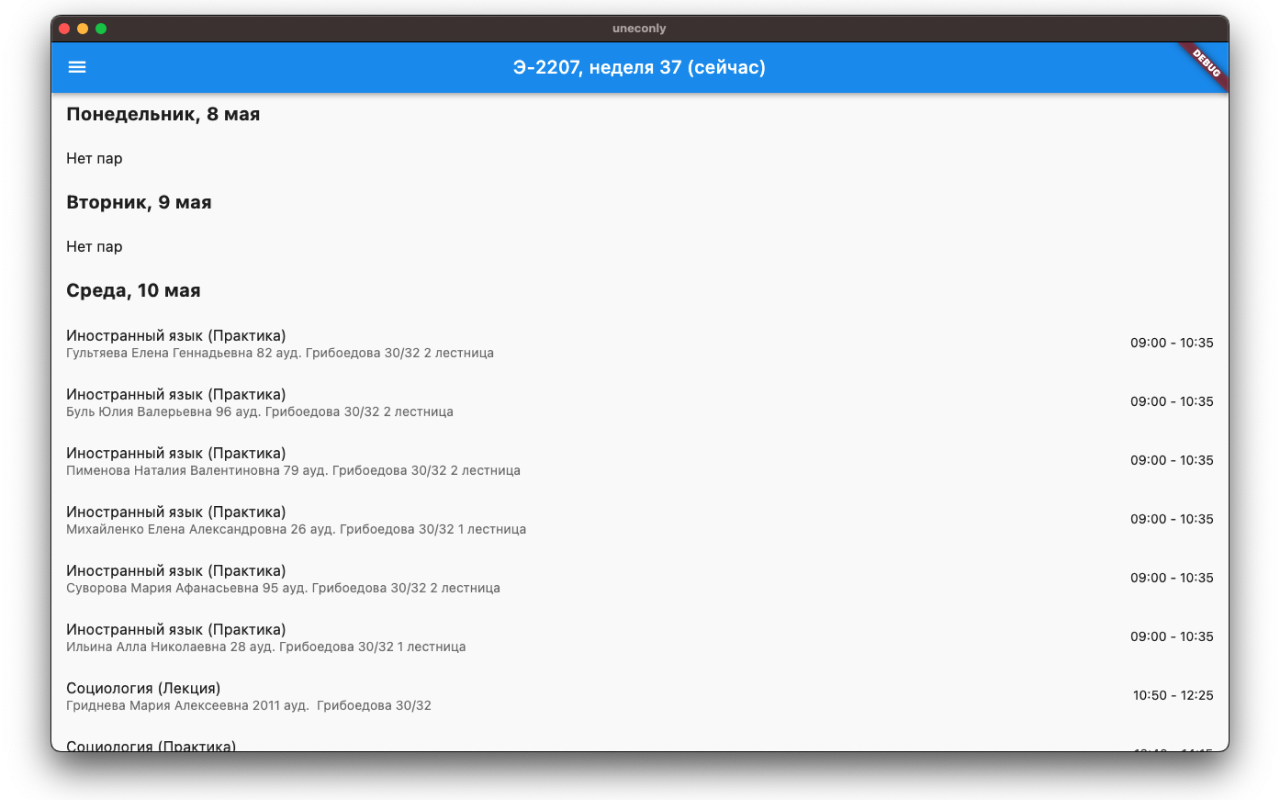 uneconly
Э-2207, неделя 37 (сейчас)
DEBUG
Понедельник, 8 мая
Нет пар
Вторник, 9 мая
Нет пар
Среда, 10 мая
Иностранный язык (Практика)
Гультяева Елена Геннадьевна 82 ауд. Грибоедова 30/32 2 лестница
09:00 - 10:35
Иностранный язык (Практика)
Буль Юлия Валерьевна 96 ауд. Грибоедова 30/32 2 лестница
09:00 - 10:35
Иностранный язык (Практика)
Пименова Наталия Валентиновна 79 ауд. Грибоедова 30/32 2 лестница
09:00 - 10:35
Иностранный язык (Практика)
Михайленко Елена Александровна 26 ауд. Грибоедова 30/32 1 лестница
09:00 - 10:35
Иностранный язык (Практика)
Суворова Мария Афанасьевна 95 ауд. Грибоедова 30/32 2 лестница
09:00 - 10:35
Иностранный язык (Практика)
Ильина Алла Николаевна 28 ауд. Грибоедова 30/32 1 лестница
09:00 - 10:35
Социология (Лекция)
Гриднева Мария Алексеевна 2011 ауд. Грибоедова 30/32
10:50 - 12:25
Социология (Практика)